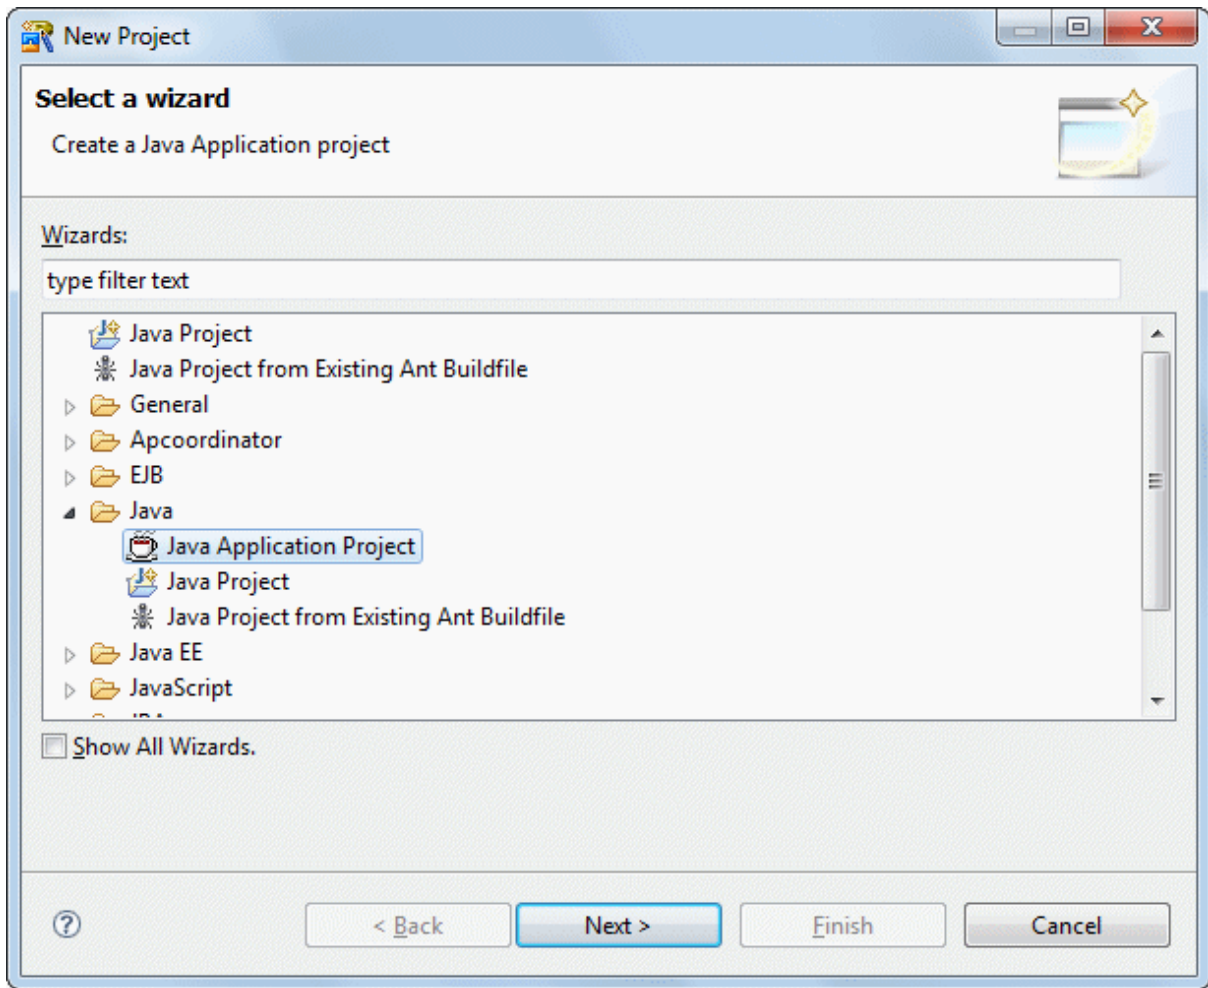 New Project
Select a wizard
Create a Java Application project
Wizards:
type filter text
Java Project
Java Project from Existing Ant Buildfile
General
Apcoordinator
EJB
Java
Java Application Project
Java Project
Java Project from Existing Ant Buildfile
Java EE
JavaScript
Show All Wizards.
< Back Next > Finish Cancel